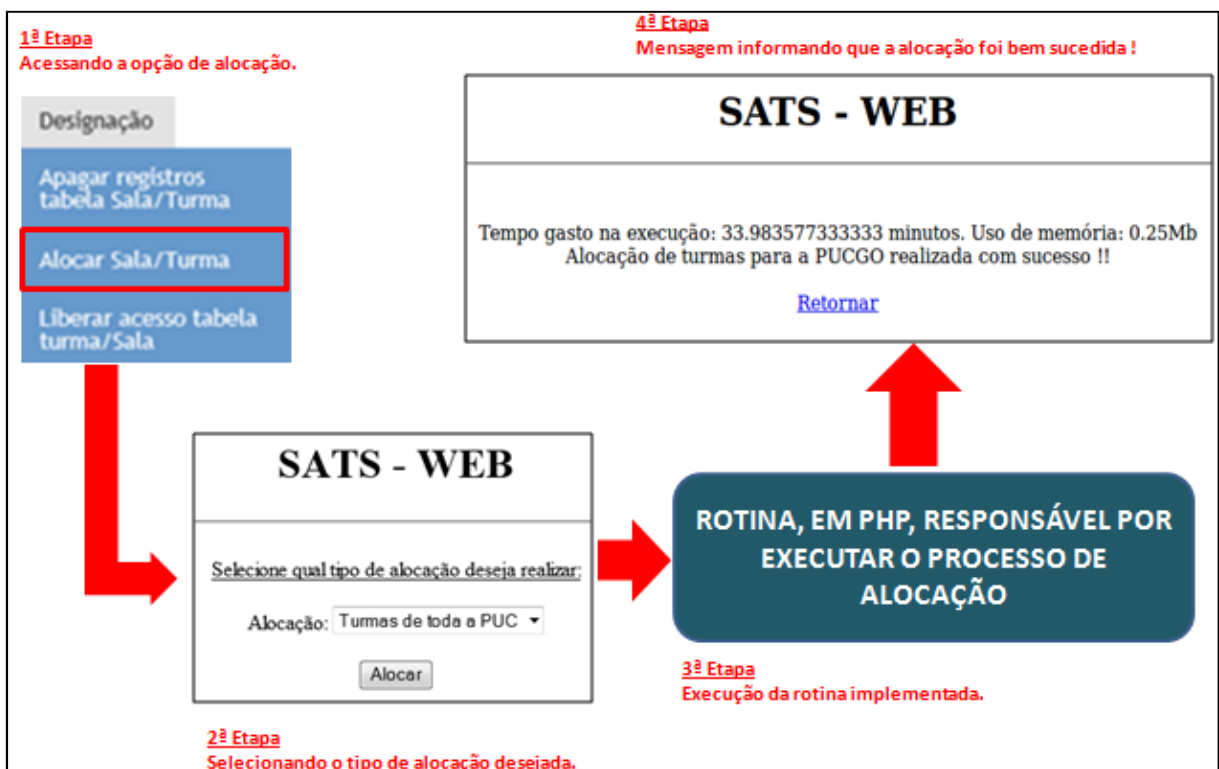 1ª Etapa
Acessando a opção de alocação.
Designação
Apagar registros
tabela Sala/Turma
Alocar Sala/Turma
Liberar acesso tabela
turma/Sala
SATS - WEB
Selecione qual tipo de alocação deseja realizar:
Alocação: Turmas de toda a PUC
Alocar
2ª Etapa
Selecionando o tipo de alocação desejada.
ROTINA, EM PHP, RESPONSÁVEL POR
EXECUTAR O PROCESSO DE
ALOCAÇÃO
3ª Etapa
Execução da rotina implementada.
4ª Etapa
Mensagem informando que a alocação foi bem sucedida !
SATS - WEB
Tempo gasto na execução: 33.983577333333 minutos. Uso de memória: 0.25Mb
Alocação de turmas para a PUCGO realizada com sucesso !!
Retornar